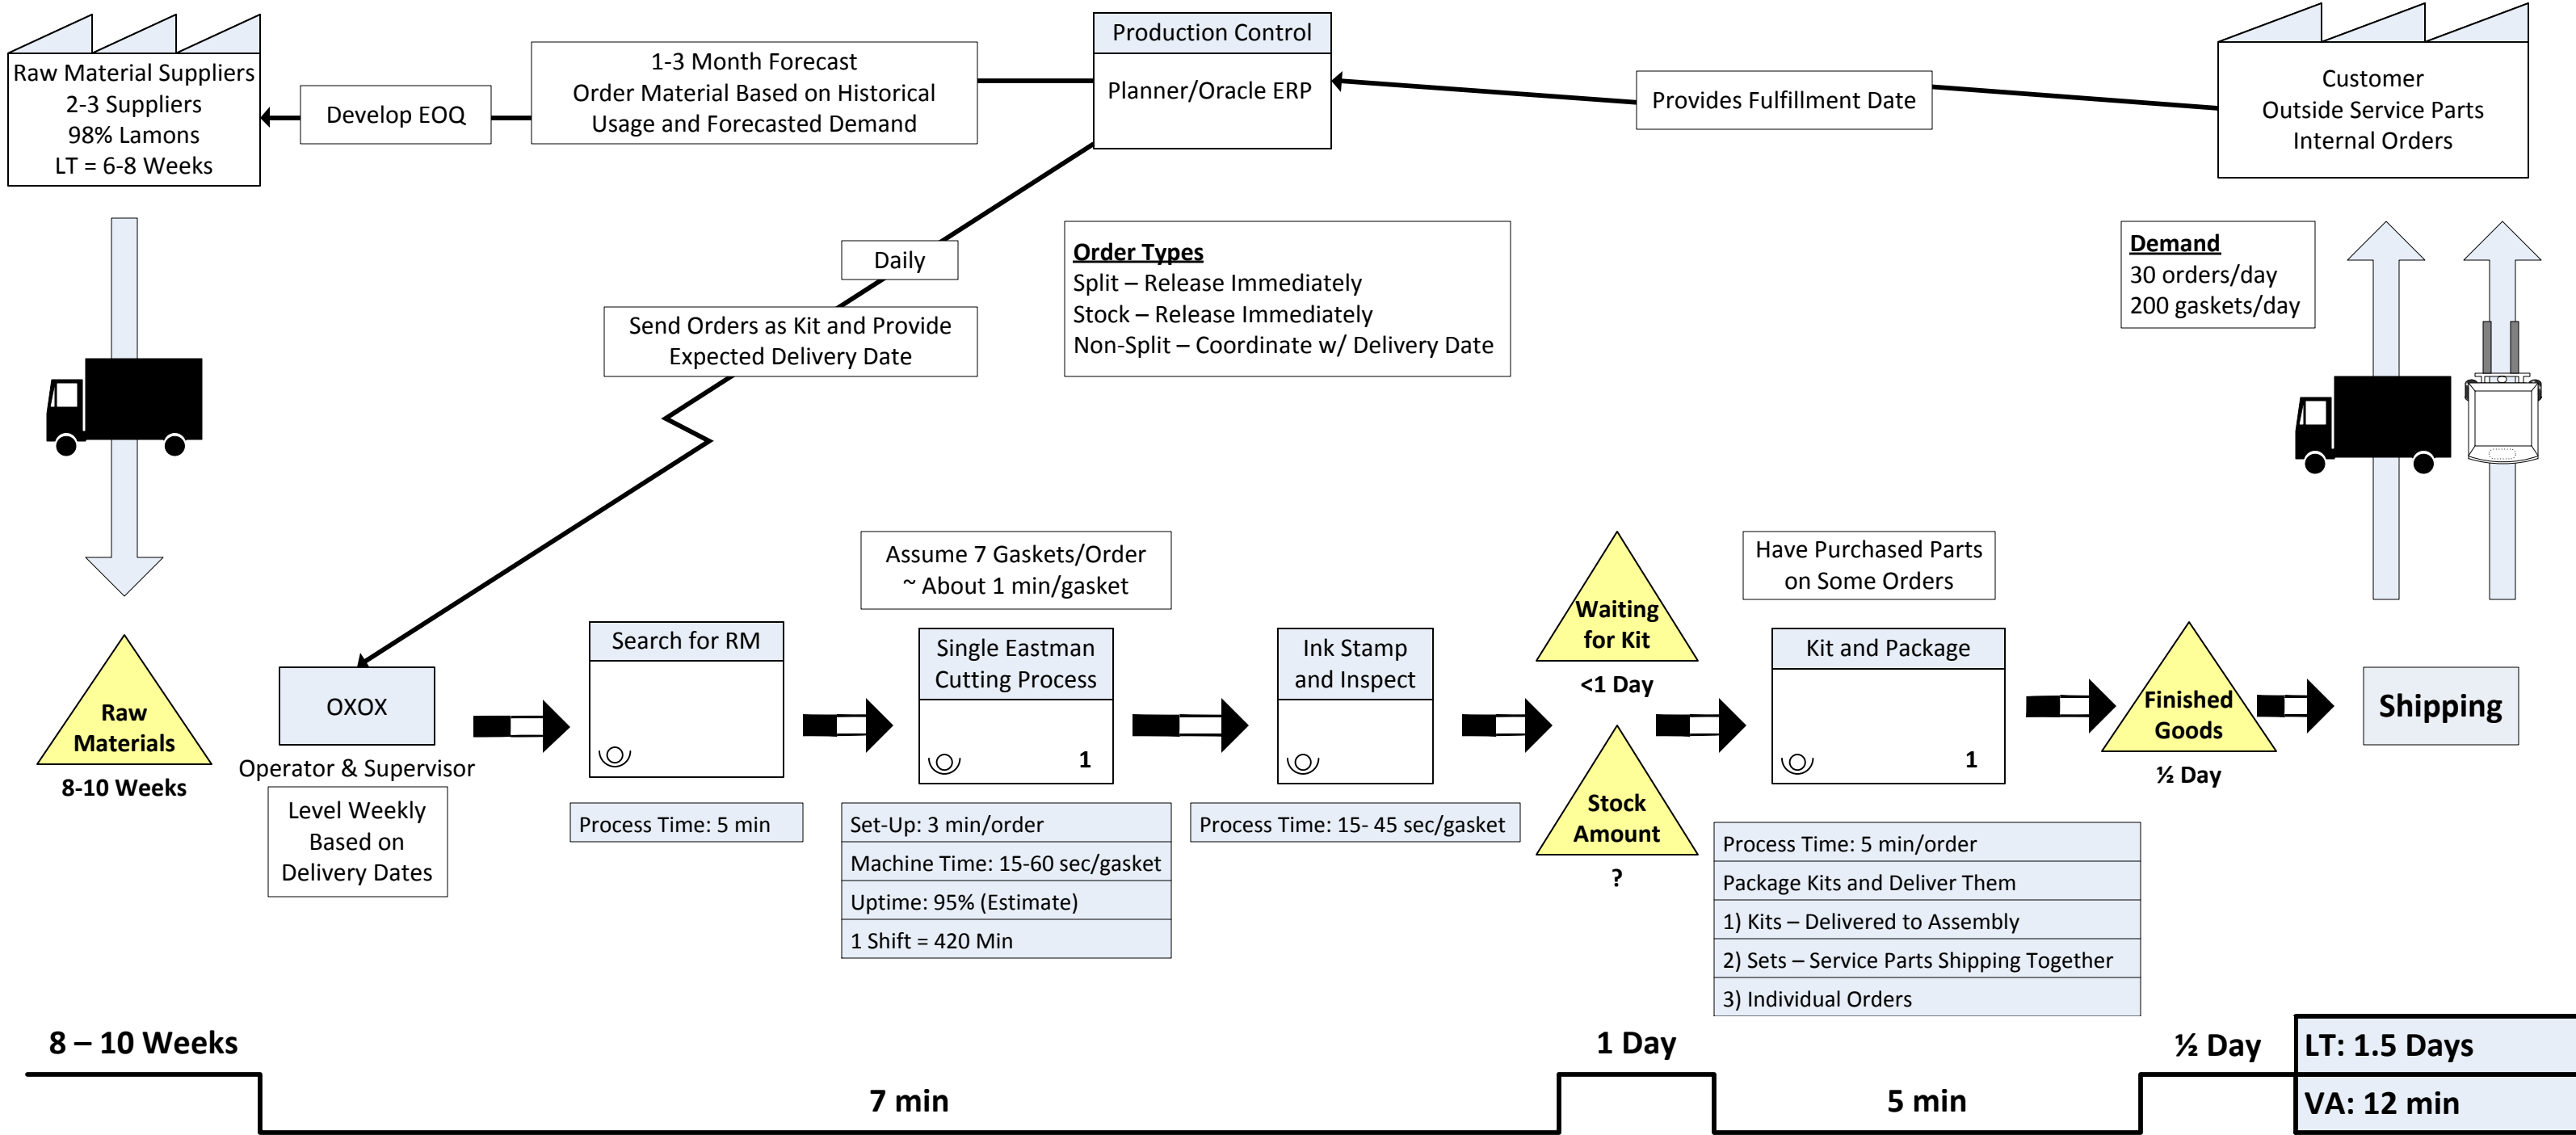 Raw Material Suppliers
2-3 Suppliers
98% Lamons
LT = 6-8 Weeks
Develop EOQ
1-3 Month Forecast
Order Material Based on Historical
Usage and Forecasted Demand
Production Control
Planner/Oracle ERP
Provides Fulfillment Date
Customer
Outside Service Parts
Internal Orders
Daily
Send Orders as Kit and Provide
Expected Delivery Date
Order Types
Split – Release Immediately
Stock – Release Immediately
Non-Split – Coordinate w/ Delivery Date
Demand
30 orders/day
200 gaskets/day
Raw
Materials
8-10 Weeks
OXOX
Operator & Supervisor
Level Weekly
Based on
Delivery Dates
Search for RM
Process Time: 5 min
Assume 7 Gaskets/Order
~ About 1 min/gasket
Single Eastman
Cutting Process
1
Set-Up: 3 min/order
Machine Time: 15-60 sec/gasket
Uptime: 95% (Estimate)
1 Shift = 420 Min
Ink Stamp
and Inspect
Process Time: 15- 45 sec/gasket
Waiting
for Kit
<1 Day
Stock
Amount
?
Have Purchased Parts
on Some Orders
Kit and Package
1
Process Time: 5 min/order
Package Kits and Deliver Them
1) Kits – Delivered to Assembly
2) Sets – Service Parts Shipping Together
3) Individual Orders
Finished
Goods
½ Day
Shipping
8 – 10 Weeks
7 min
1 Day
5 min
½ Day
LT: 1.5 Days
VA: 12 min